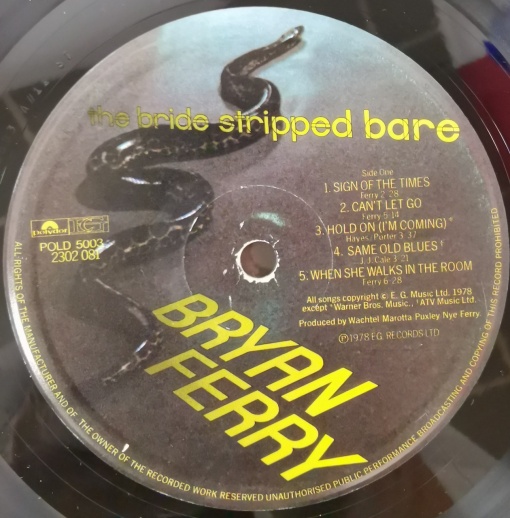 the bride stripped bare
Side One
1. SIGN OF THE TIMES
Ferry 2·28
2. CAN'T LET GO
Ferry 5·14
3. HOLD ON (I'M COMING)*
Hayes, Porter 3·37
4. SAME OLD BLUES!
J. J. Cale 3·21
5. WHEN SHE WALKS IN THE ROOM
Ferry 6·28
All songs copyright © E. G. Music Ltd. 1978
except *Warner Bros. Music., !ATV Music Ltd.
Produced by Wachtel Marotta Puxley Nye Ferry
℗1978 E.G. RECORDS LTD
polydor
EG
POLD 5003
2302 081
BRYAN
FERRY
ALL RIGHTS OF THE MANUFACTURER AND OF THE OWNER OF THE RECORDED WORK RESERVED UNAUTHORISED PUBLIC PERFORMANCE BROADCASTING AND COPYING OF THIS RECORD PROHIBITED